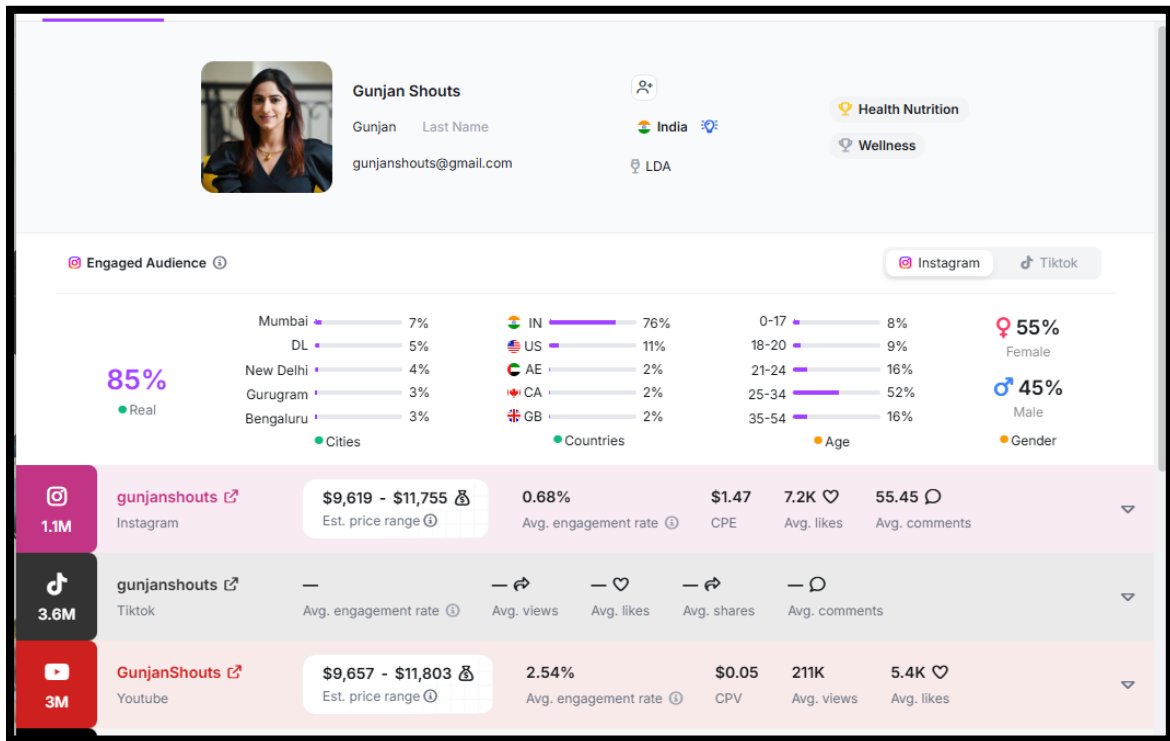 Gunjan Shouts
Gunjan Last Name
gunjanshouts@gmail.com
India
LDA
Health Nutrition
Wellness
Engaged Audience
Instagram Tiktok
85%
Real
Mumbai 7%
DL 5%
New Delhi 4%
Gurugram 3%
Bengaluru 3%
Cities
IN 76%
US 11%
AE 2%
CA 2%
GB 2%
Countries
0-17 8%
18-20 9%
21-24 16%
25-34 52%
35-54 16%
Age
55%
Female
45%
Male
Gender
1.1M
gunjanshouts
Instagram
$9,619 - $11,755
Est. price range
0.68%
Avg. engagement rate
$1.47
CPE
7.2K
Avg. likes
55.45
Avg. comments
3.6M
gunjanshouts
Tiktok
—
Avg. engagement rate
—
Avg. views
—
Avg. likes
—
Avg. shares
—
Avg. comments
3M
GunjanShouts
Youtube
$9,657 - $11,803
Est. price range
2.54%
Avg. engagement rate
$0.05
CPV
211K
Avg. views
5.4K
Avg. likes